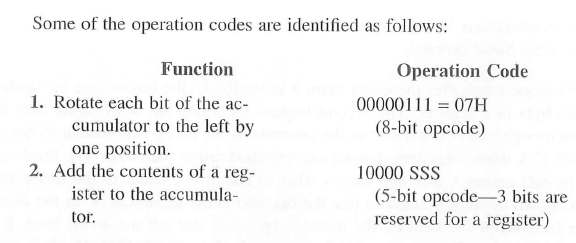 Some of the operation codes are identified as follows:
Function Operation Code
1. Rotate each bit of the ac- 00000111 = 07H
cumulator to the left by (8-bit opcode)
one position.
2. Add the contents of a reg- 10000 SSS
ister to the accumula- (5-bit opcode—3 bits are
tor. reserved for a register)